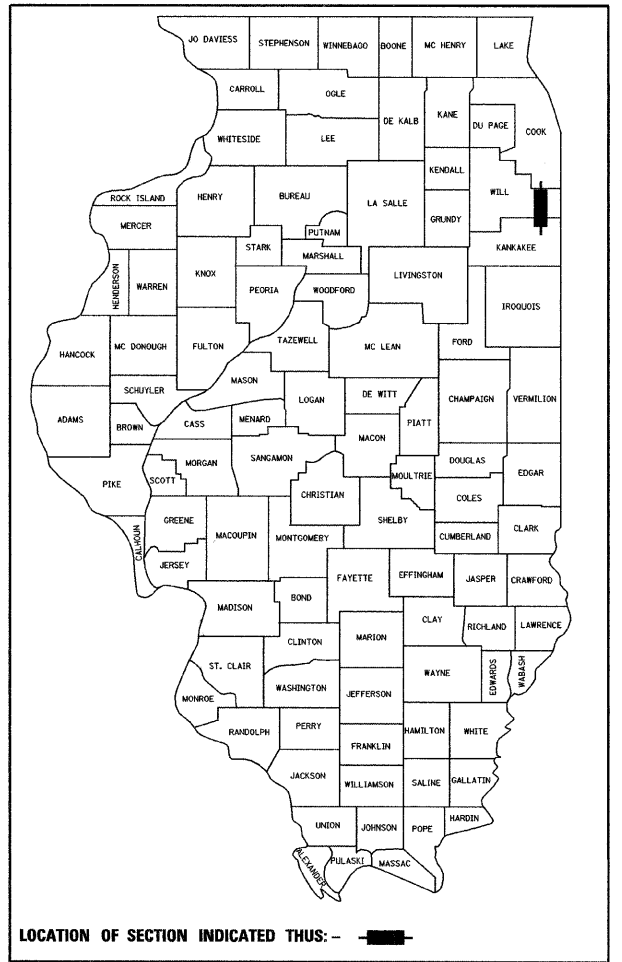 JO DAVIESS
STEPHENSON
WINNEBAGO
BOONE
MC HENRY
LAKE
CARROLL
OGLE
DE KALB
KANE
DU PAGE
COOK
WHITESIDE
LEE
KENDALL
WILL
ROCK ISLAND
HENRY
BUREAU
LA SALLE
GRUNDY
MERCER
PUTNAM
STARK
MARSHALL
KANKAKEE
HENDERSON
WARREN
KNOX
PEORIA
WOODFORD
LIVINGSTON
IROQUOIS
HANCOCK
MC DONOUGH
FULTON
TAZEWELL
MC LEAN
FORD
SCHUYLER
MASON
LOGAN
DE WITT
CHAMPAIGN
VERMILION
ADAMS
BROWN
CASS
MENARD
PIATT
MACON
PIKE
SCOTT
MORGAN
SANGAMON
CHRISTIAN
MOULTRIE
DOUGLAS
EDGAR
COLES
SHELBY
CALHOUN
GREENE
MACOUPIN
MONTGOMERY
CUMBERLAND
CLARK
JERSEY
FAYETTE
EFFINGHAM
JASPER
CRAWFORD
MADISON
BOND
CLAY
RICHLAND
LAWRENCE
CLINTON
MARION
ST. CLAIR
WAYNE
EDWARDS
WABASH
WASHINGTON
JEFFERSON
MONROE
RANDOLPH
PERRY
HAMILTON
WHITE
FRANKLIN
JACKSON
WILLIAMSON
SALINE
GALLATIN
UNION
JOHNSON
POPE
HARDIN
ALEXANDER
PULASKI
MASSAC
LOCATION OF SECTION INDICATED THUS: –